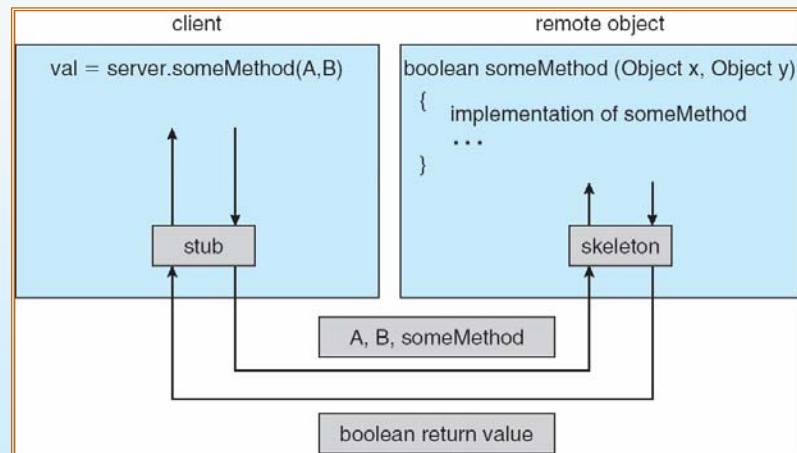 client
remote object
val = server.someMethod(A,B)
boolean someMethod (Object x, Object y)
{
implementation of someMethod
...
}
stub
skeleton
A, B, someMethod
boolean return value